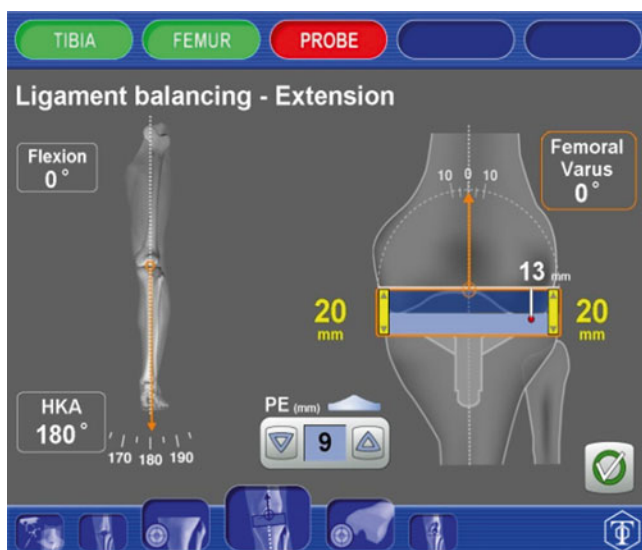 TIBIA
FEMUR
PROBE
Ligament balancing - Extension
Flexion
0°
10 0 10
Femoral
Varus
0°
13 mm
20
mm
20
mm
HKA
180°
170 180 190
PE (mm)
9